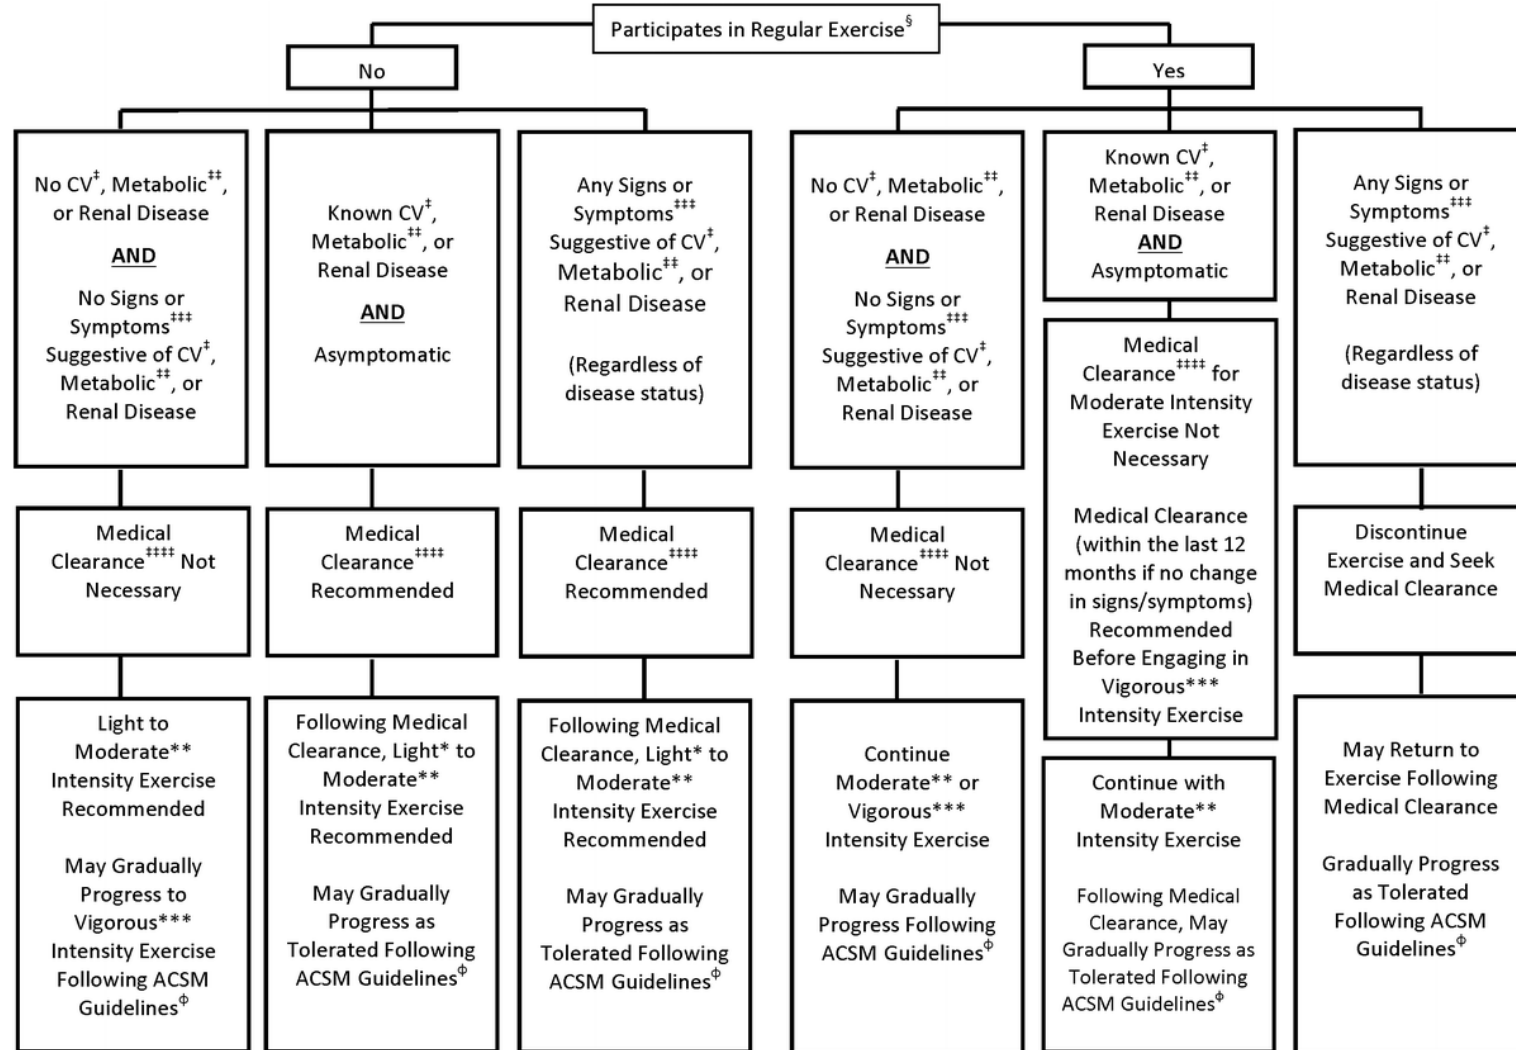 Participates in Regular Exercise§
No
Yes
No CV‡, Metabolic‡‡,
or Renal Disease
AND
No Signs or
Symptoms‡‡‡
Suggestive of CV‡,
Metabolic‡‡, or
Renal Disease
Known CV‡,
Metabolic‡‡, or
Renal Disease
AND
Asymptomatic
Any Signs or
Symptoms‡‡‡
Suggestive of CV‡,
Metabolic‡‡, or
Renal Disease
(Regardless of
disease status)
No CV‡, Metabolic‡‡,
or Renal Disease
AND
No Signs or
Symptoms‡‡‡
Suggestive of CV‡,
Metabolic‡‡, or
Renal Disease
Known CV‡,
Metabolic‡‡, or
Renal Disease
AND
Asymptomatic
Any Signs or
Symptoms‡‡‡
Suggestive of CV‡,
Metabolic‡‡, or
Renal Disease
(Regardless of
disease status)
Medical
Clearance‡‡‡‡ Not
Necessary
Medical
Clearance‡‡‡‡
Recommended
Medical
Clearance‡‡‡‡
Recommended
Medical
Clearance‡‡‡‡ Not
Necessary
Medical
Clearance‡‡‡‡ for
Moderate Intensity
Exercise Not
Necessary
Medical Clearance
(within the last 12
months if no change
in signs/symptoms)
Recommended
Before Engaging in
Vigorous***
Intensity Exercise
Discontinue
Exercise and Seek
Medical Clearance
Light to
Moderate**
Intensity Exercise
Recommended
May Gradually
Progress to
Vigorous***
Intensity Exercise
Following ACSM
Guidelinesϕ
Following Medical
Clearance, Light* to
Moderate**
Intensity Exercise
Recommended
May Gradually
Progress as
Tolerated Following
ACSM Guidelinesϕ
Following Medical
Clearance, Light* to
Moderate**
Intensity Exercise
Recommended
May Gradually
Progress as
Tolerated Following
ACSM Guidelinesϕ
Continue
Moderate** or
Vigorous***
Intensity Exercise
May Gradually
Progress Following
ACSM Guidelinesϕ
Continue with
Moderate**
Intensity Exercise
Following Medical
Clearance, May
Gradually Progress as
Tolerated Following
ACSM Guidelinesϕ
May Return to
Exercise Following
Medical Clearance
Gradually Progress
as Tolerated
Following ACSM
Guidelinesϕ